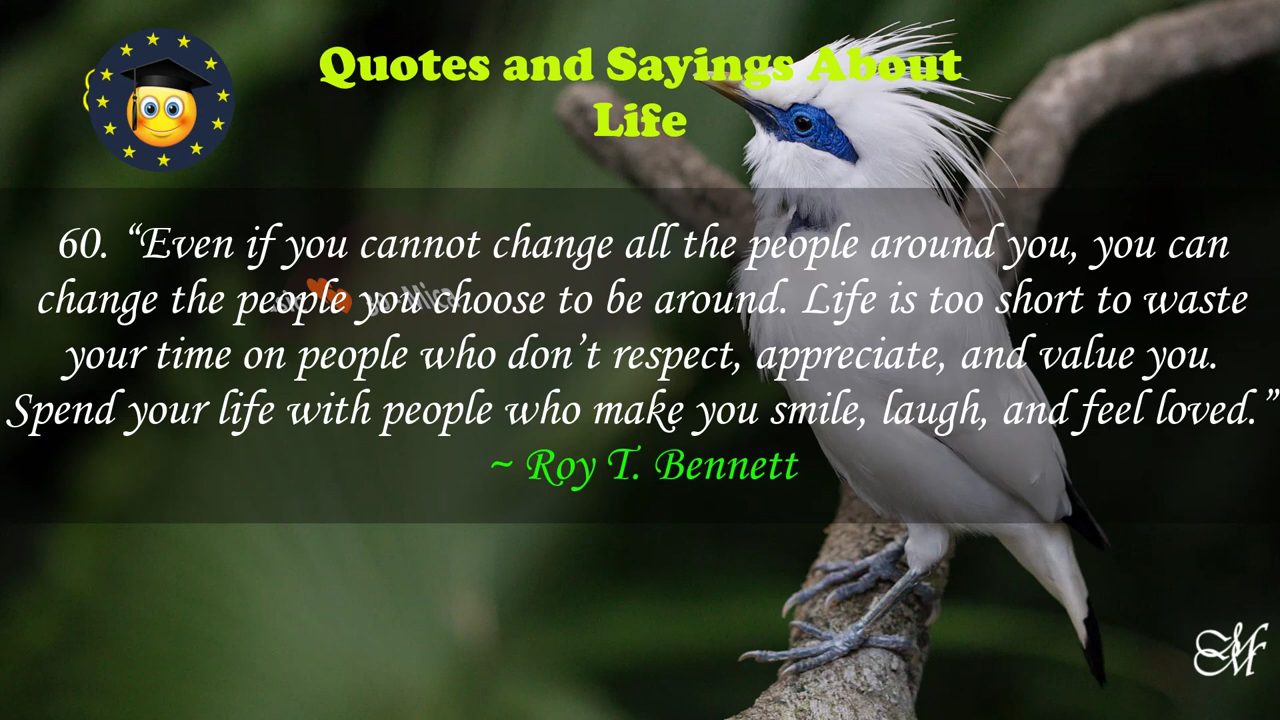 Quotes and Sayings About
Life
60. “Even if you cannot change all the people around you, you can
change the people you choose to be around. Life is too short to waste
your time on people who don’t respect, appreciate, and value you.
Spend your life with people who make you smile, laugh, and feel loved.”
~ Roy T. Bennett